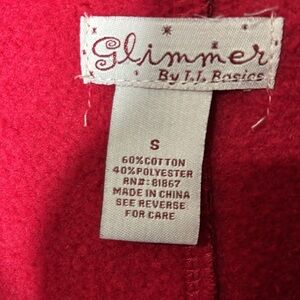 Glimmer
By I.I. Basics
S
60%COTTON
40%POLYESTER
RN#: 81867
MADE IN CHINA
SEE REVERSE
FOR CARE